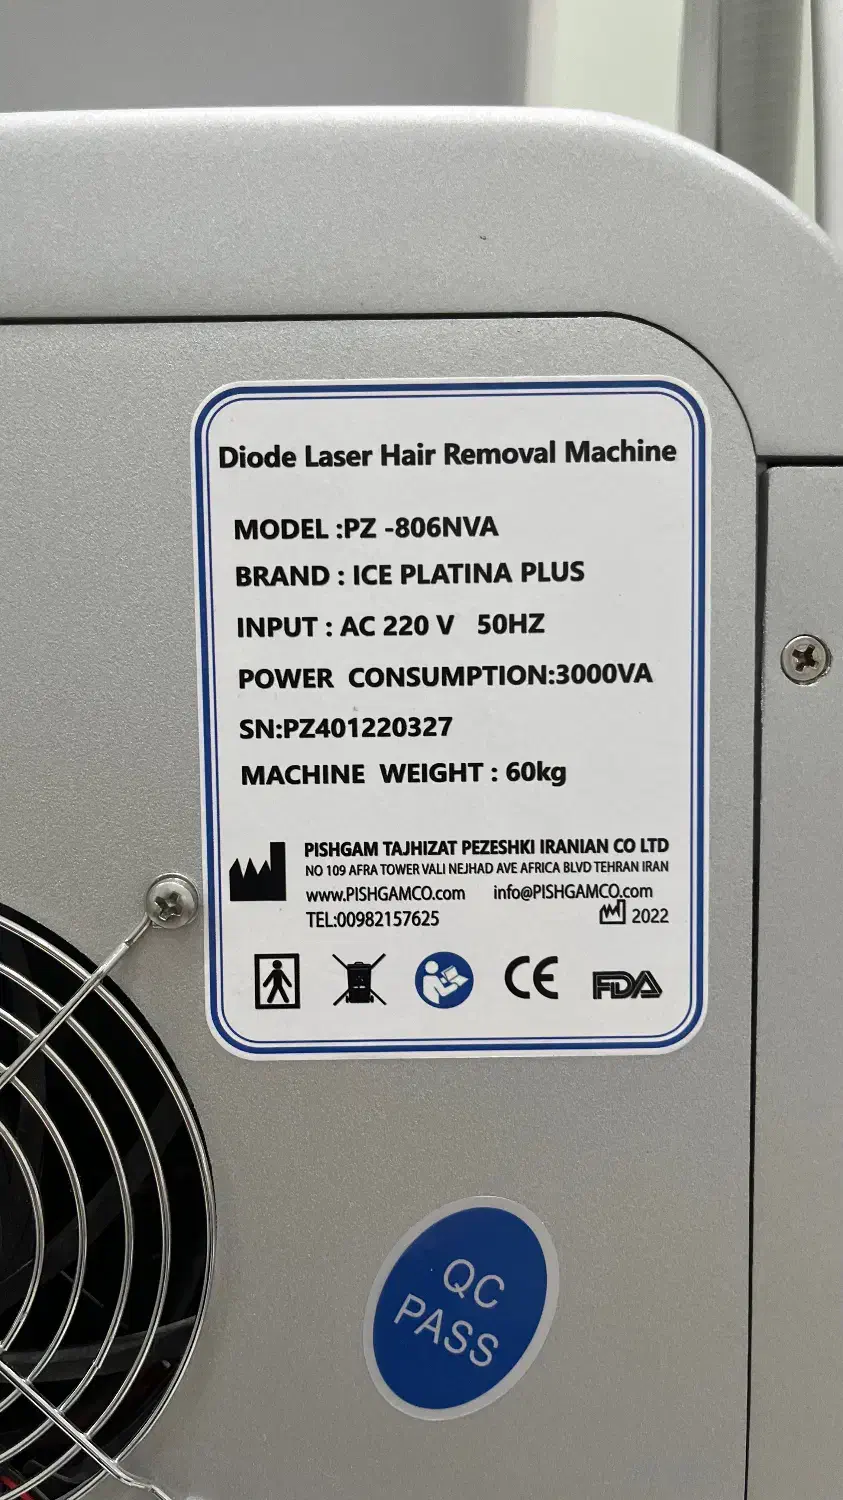 Diode Laser Hair Removal Machine
MODEL :PZ -806NVA
BRAND : ICE PLATINA PLUS
INPUT : AC 220 V 50HZ
POWER CONSUMPTION:3000VA
SN:PZ401220327
MACHINE WEIGHT : 60kg
PISHGAM TAJHIZAT PEZESHKI IRANIAN CO LTD
NO 109 AFRA TOWER VALI NEJHAD AVE AFRICA BLVD TEHRAN IRAN
www.PISHGAMCO.com info@PISHGAMCO.com
TEL:00982157625 2022
CE FDA
QC
PASS